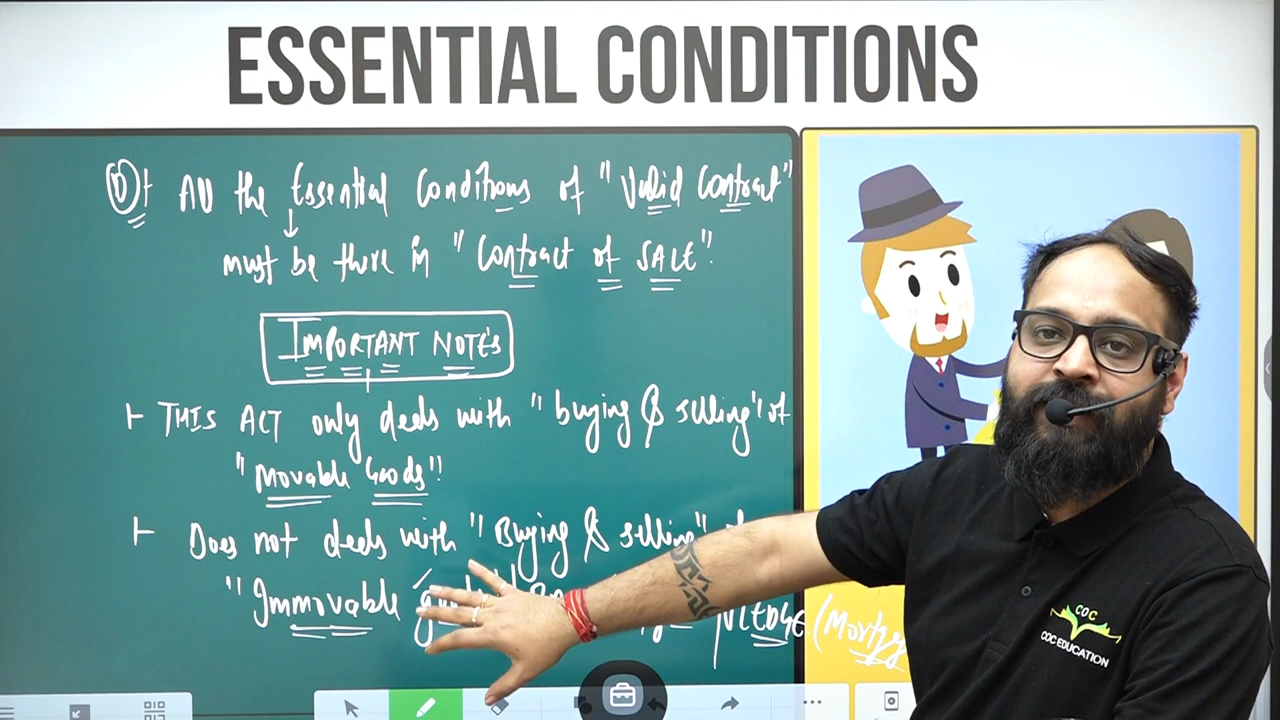 ESSENTIAL CONDITIONS
① All the Essential Conditions of "Valid Contract"
must be there in "Contract of SALE".
IMPORTANT NOTES
THIS ACT only deals with "buying & selling" of
"Movable Goods".
Does not deals with "Buying & selling"
"Immovable PLEDGE (Mortg
COC
COC EDUCATION